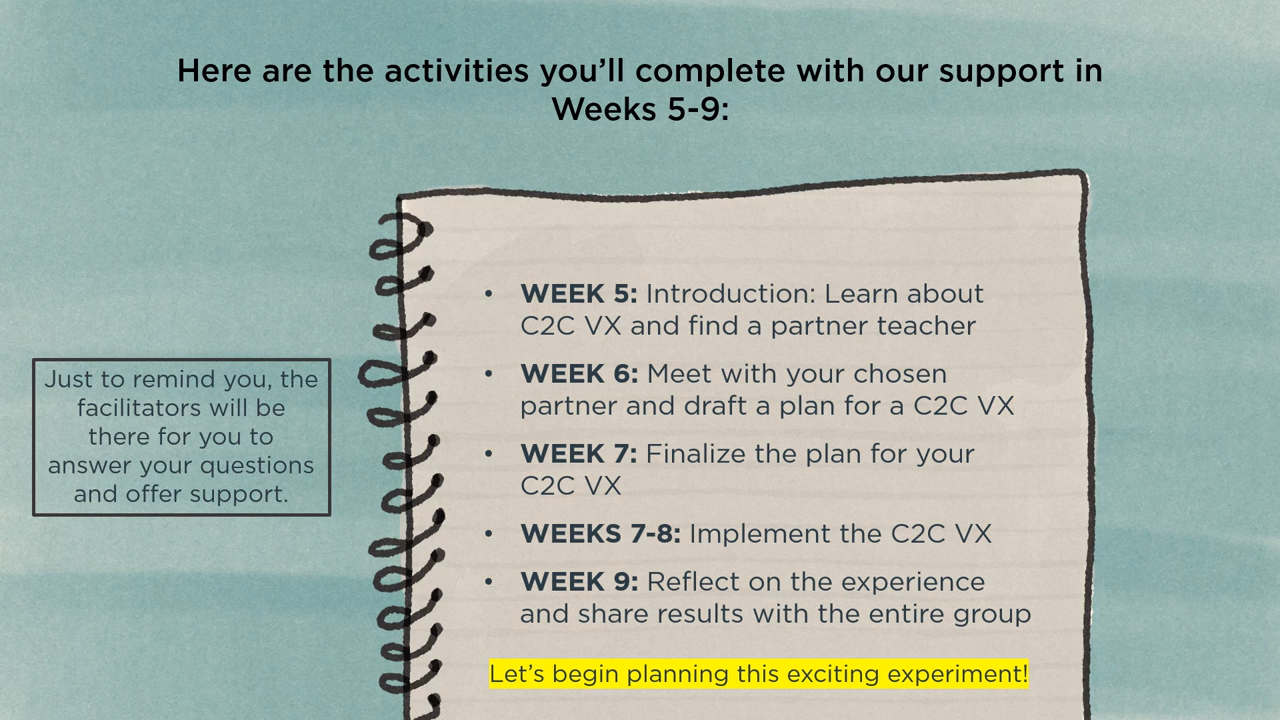 Here are the activities you’ll complete with our support in
Weeks 5-9:
Just to remind you, the
facilitators will be
there for you to
answer your questions
and offer support.
• WEEK 5: Introduction: Learn about
C2C VX and find a partner teacher
• WEEK 6: Meet with your chosen
partner and draft a plan for a C2C VX
• WEEK 7: Finalize the plan for your
C2C VX
• WEEKS 7-8: Implement the C2C VX
• WEEK 9: Reflect on the experience
and share results with the entire group
Let’s begin planning this exciting experiment!